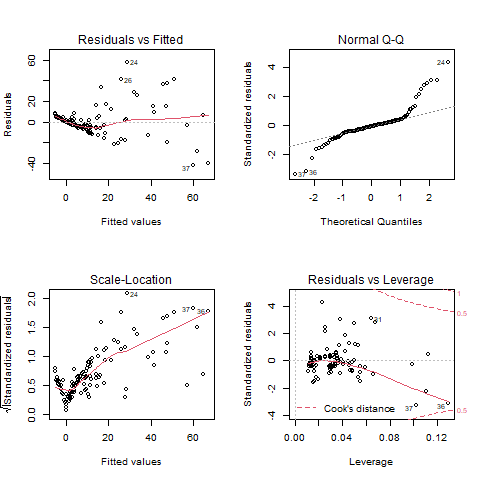 Residuals vs Fitted
Residuals
60
20
0
-40
24
26
37
0 20 40 60
Fitted values
Normal Q-Q
Standardized residuals
4
2
0
-2
24
37 36
-2 -1 0 1 2
Theoretical Quantiles
Scale-Location
√|Standardized residuals|
2.0
1.5
1.0
0.5
0.0
24
37 36
0 20 40 60
Fitted values
Residuals vs Leverage
Standardized residuals
4
2
0
-2
-4
31
37 36
1
0.5
0.5
Cook's distance
0.00 0.04 0.08 0.12
Leverage